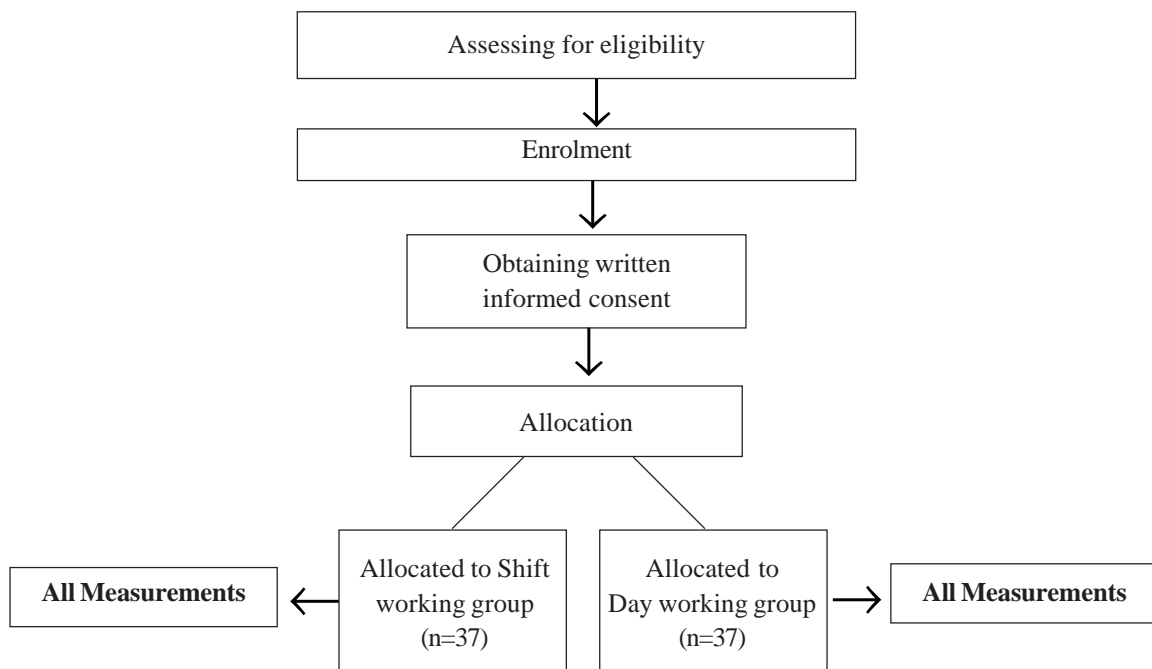 Assessing for eligibility
Enrolment
Obtaining written
informed consent
Allocation
All Measurements
Allocated to Shift
working group
(n=37)
Allocated to
Day working group
(n=37)
All Measurements